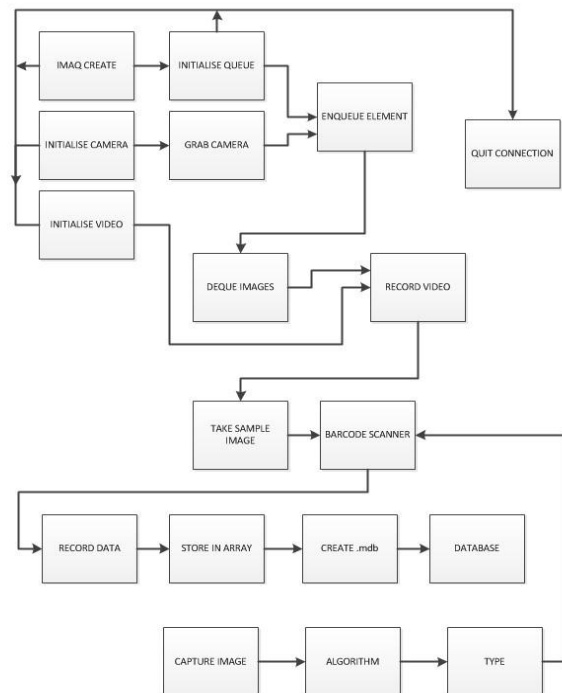 IMAQ CREATE
INITIALISE QUEUE
ENQUEUE ELEMENT
INITIALISE CAMERA
GRAB CAMERA
QUIT CONNECTION
INITIALISE VIDEO
DEQUE IMAGES
RECORD VIDEO
TAKE SAMPLE
IMAGE
BARCODE SCANNER
RECORD DATA
STORE IN ARRAY
CREATE .mdb
DATABASE
CAPTURE IMAGE
ALGORITHM
TYPE